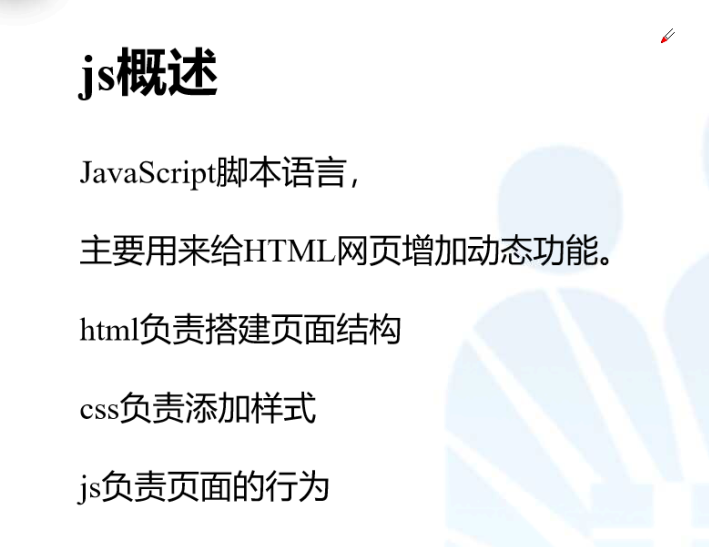 js概述
JavaScript脚本语言，
主要用来给HTML网页增加动态功能。
html负责搭建页面结构
css负责添加样式
js负责页面的行为